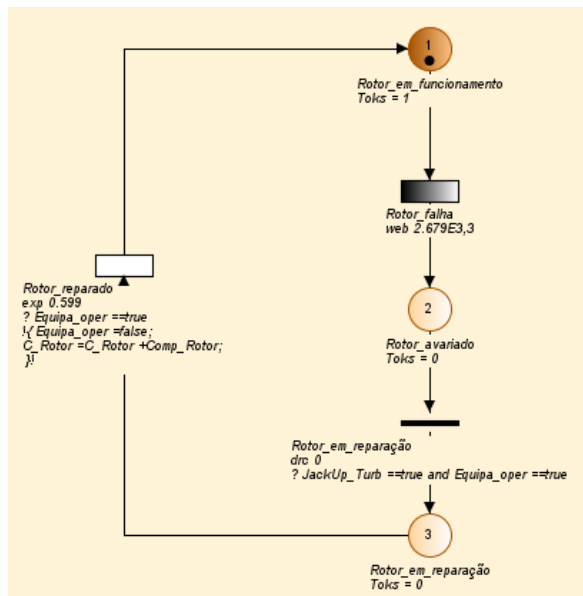 1
Rotor_em_funcionamento
Toks = 1
Rotor_falha
web 2.679E3,3
Rotor_reparado
exp 0.599
? Equipa_oper ==true
!{ Equipa_oper =false;
C_Rotor =C_Rotor +Comp_Rotor;
}!
2
Rotor_avariado
Toks = 0
Rotor_em_reparação
drc 0
? JackUp_Turb ==true and Equipa_oper ==true
3
Rotor_em_reparação
Toks = 0